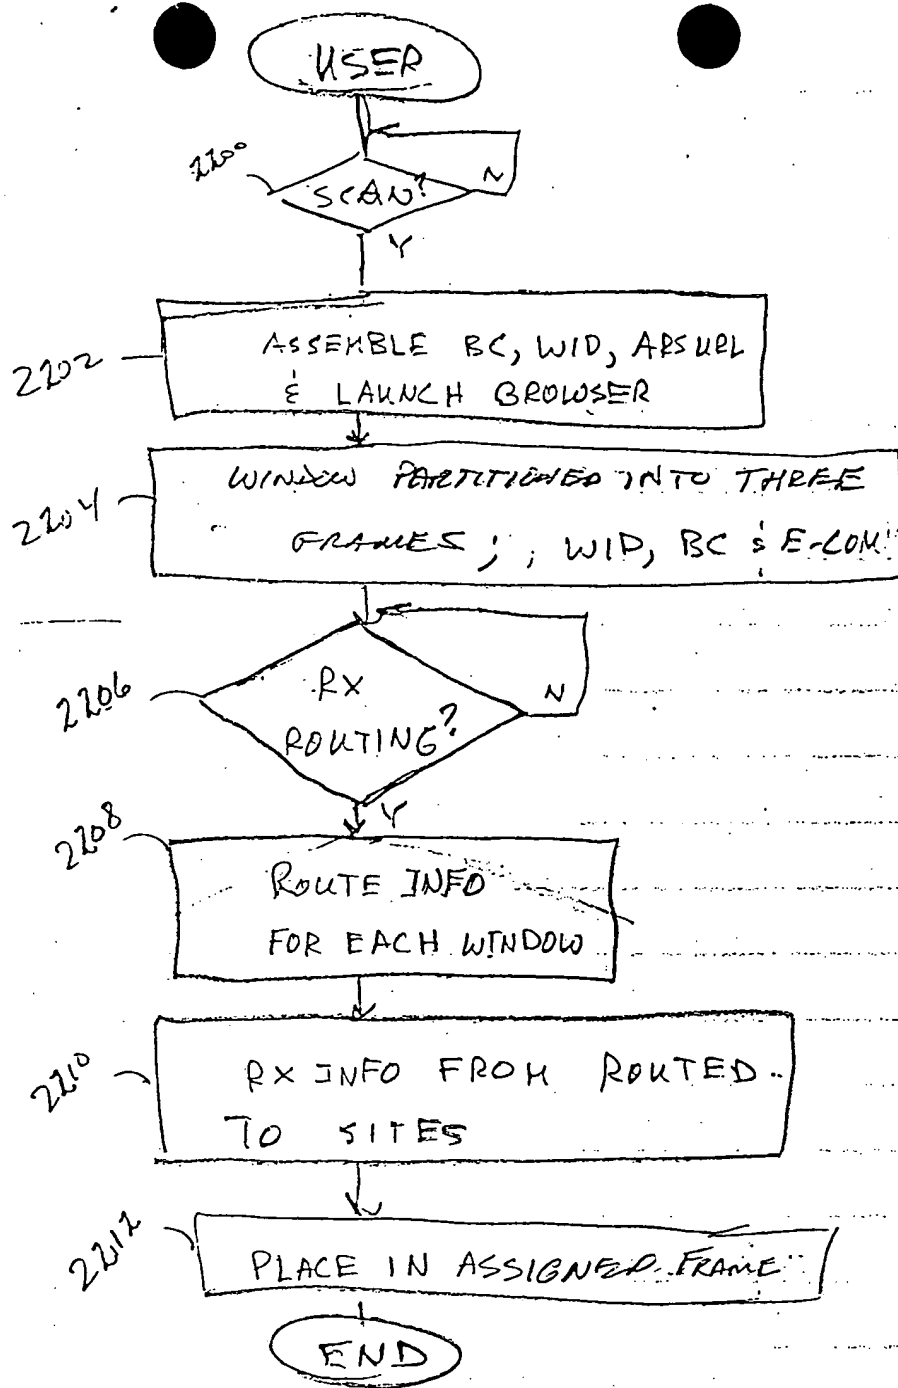 USER
2200
SCAN?
N
Y
2202
ASSEMBLE BC, WID, ARS URL
& LAUNCH BROWSER
2204
WINDOW PARTITIONED INTO THREE
FRAMES ; , WID, BC & E-COM
2206
RX
ROUTING?
N
Y
2208
ROUTE INFO
FOR EACH WINDOW
2210
RX INFO FROM ROUTED
TO SITES
2212
PLACE IN ASSIGNED FRAME
END